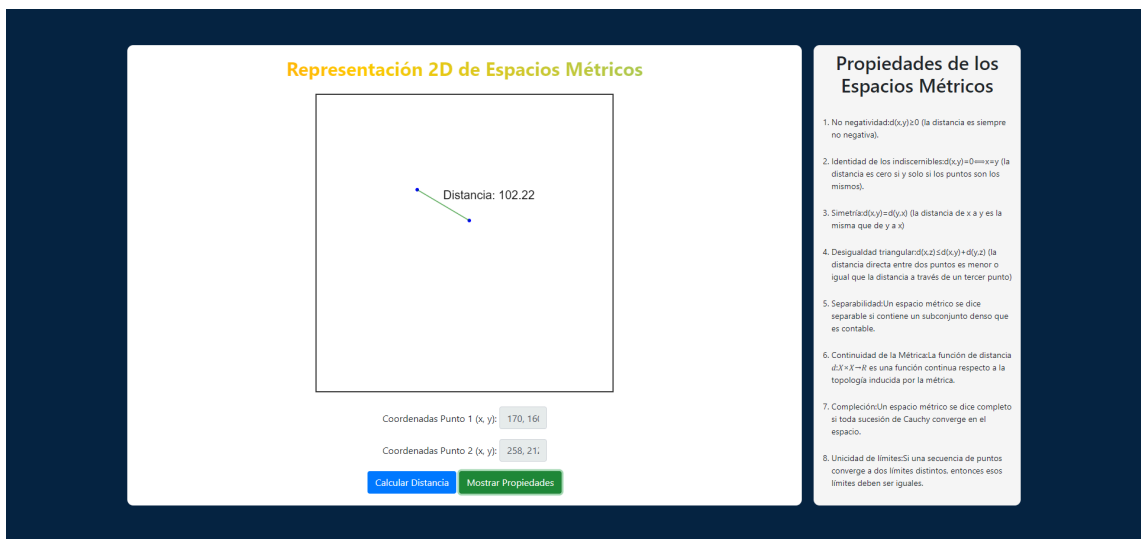 Representación 2D de Espacios Métricos
Distancia: 102.22
Coordenadas Punto 1 (x, y):
170,
Coordenadas Punto 2 (x, y):
258,
Calcular Distancia
Mostrar Propiedades
Propiedades de los
Espacios Métricos
1. No negatividad:d(x,y)≥0 (la distancia es siempre
no negativa).
2. Identidad de los indiscernibles:d(x,y)=0⟺x=y (la
distancia es cero si y solo si los puntos son los
mismos).
3. Simetría:d(x,y)=d(y,x) (la distancia de x a y es la
misma que de y a x)
4. Desigualdad triangular:d(x,z)≤d(x,y)+d(y,z) (la
distancia directa entre dos puntos es menor o
igual que la distancia a través de un tercer punto)
5. Separabilidad:Un espacio métrico se dice
separable si contiene un subconjunto denso que
es contable.
6. Continuidad de la Métrica:La función de distancia
d:X×X→R es una función continua respecto a la
topología inducida por la métrica.
7. Compleción:Un espacio métrico se dice completo
si toda sucesión de Cauchy converge en el
espacio.
8. Unicidad de límites:Si una secuencia de puntos
converge a dos límites distintos, entonces esos
límites deben ser iguales.